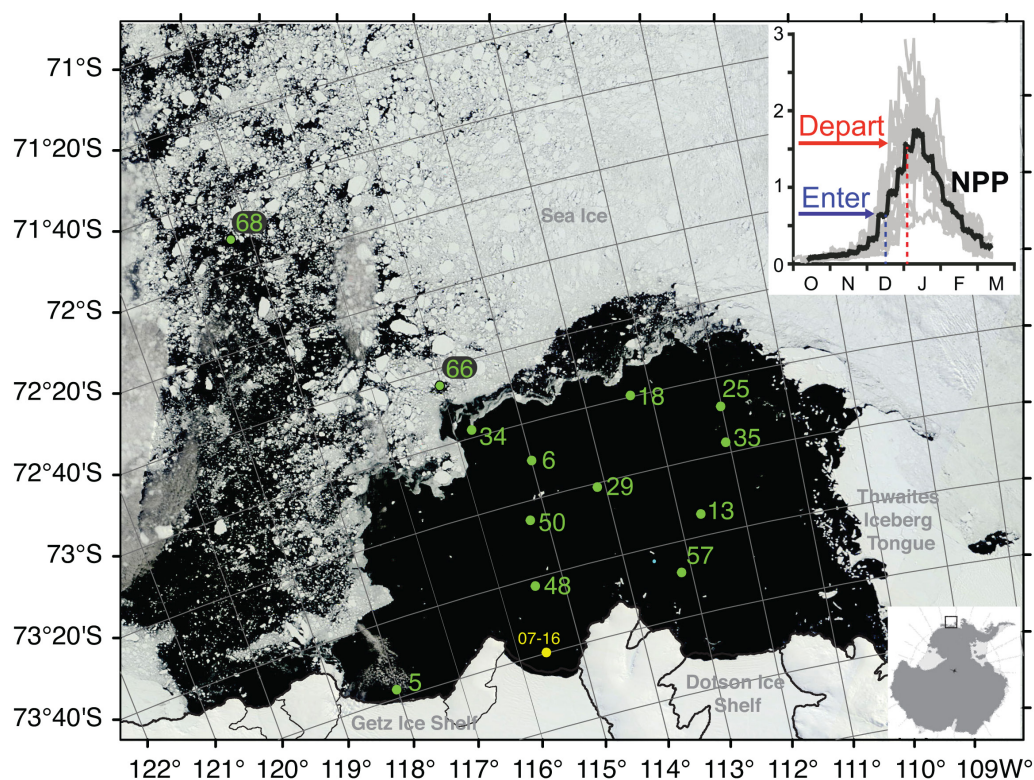 71°S
71°20'S
71°40'S
72°S
72°20'S
72°40'S
73°S
73°20'S
73°40'S
3
2
1
0
Depart
Enter
NPP
O N D J F M
Sea Ice
68
66
34
18
25
35
6
29
50
13
57
48
07-16
5
Thwaites
Iceberg
Tongue
Getz Ice Shelf
Dotson Ice
Shelf
122° 121° 120° 119° 118° 117° 116° 115° 114° 113° 112° 111° 110° 109°W